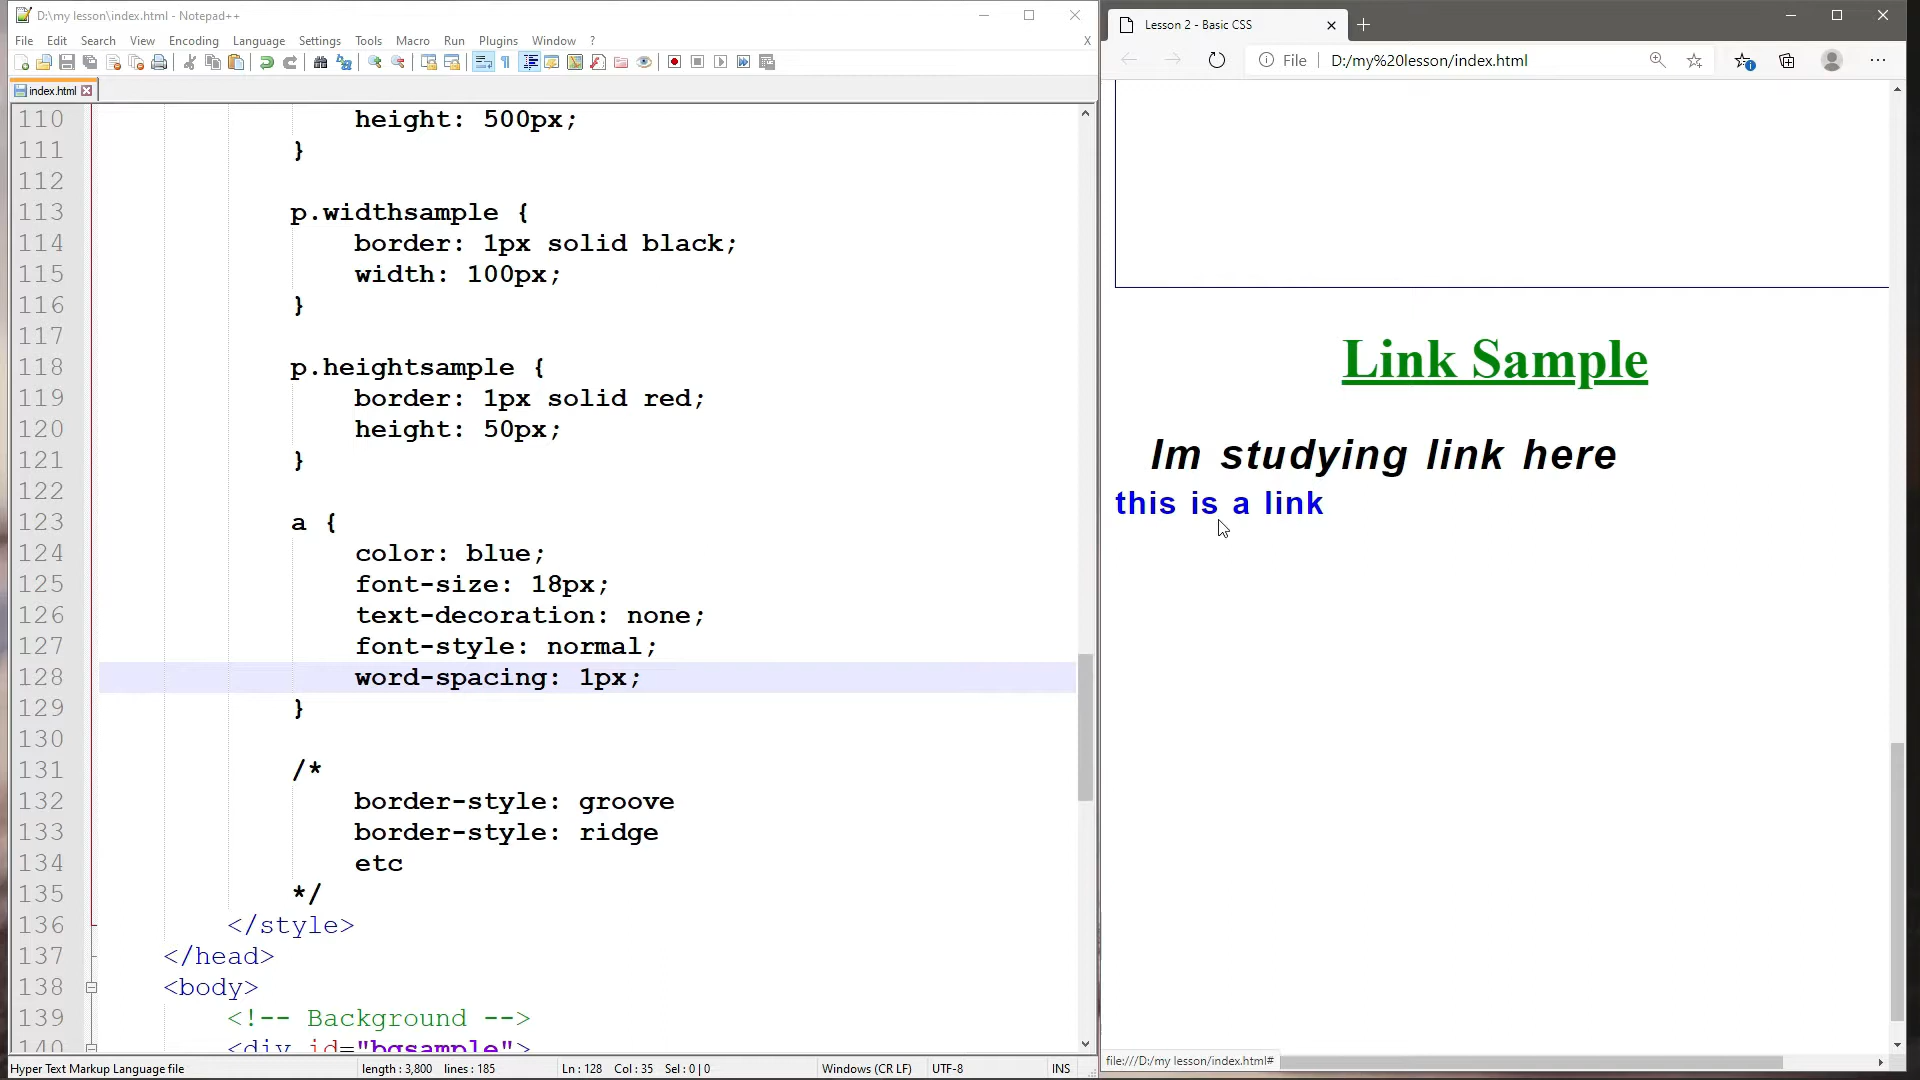 D:\my lesson\index.html - Notepad++
File Edit Search View Encoding Language Settings Tools Macro Run Plugins Window ? X
index.html
110 height: 500px;
111 }
112
113 p.widthsample {
114 border: 1px solid black;
115 width: 100px;
116 }
117
118 p.heightsample {
119 border: 1px solid red;
120 height: 50px;
121 }
122
123 a {
124 color: blue;
125 font-size: 18px;
126 text-decoration: none;
127 font-style: normal;
128 word-spacing: 1px;
129 }
130
131 /*
132 border-style: groove
133 border-style: ridge
134 etc
135 */
136 </style>
137 </head>
138 <body>
139 <!-- Background -->
140 <div id="bgsample">
Hyper Text Markup Language file length : 3,800 lines : 185 Ln : 128 Col : 35 Sel : 0 | 0 Windows (CR LF) UTF-8 INS
Lesson 2 - Basic CSS
File D:/my%20lesson/index.html
Link Sample
Im studying link here
this is a link
file:///D:/my lesson/index.html#